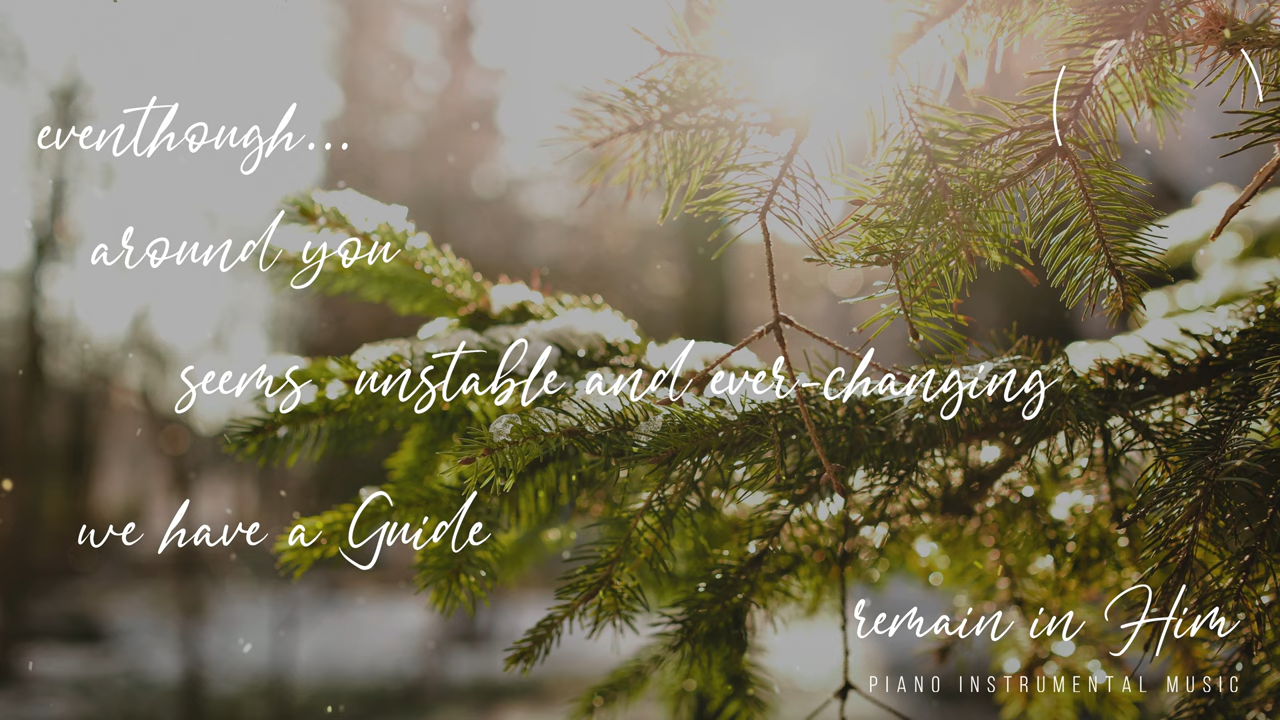 eventhough...
around you
seems unstable and ever-changing
we have a Guide
remain in Him
PIANO INSTRUMENTAL MUSIC